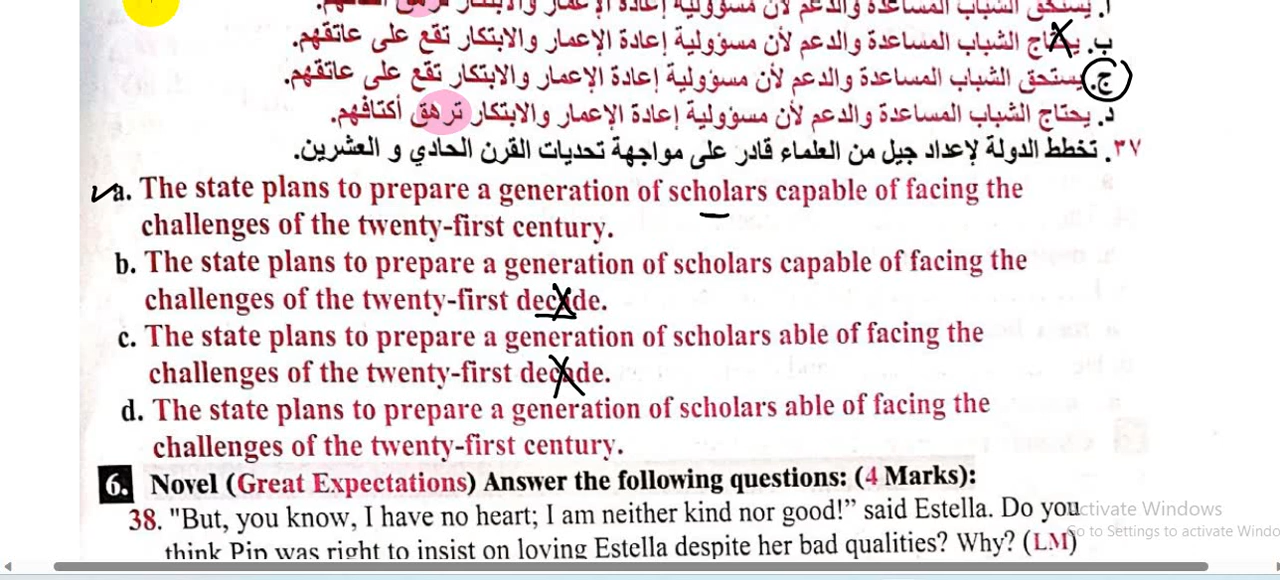 ب. يحتاج الشباب المساعدة والدعم لأن مسؤولية إعادة الإعمار والابتكار تقع على عاتقهم.
ج. يستحق الشباب المساعدة والدعم لأن مسؤولية إعادة الإعمار والابتكار تقع على عاتقهم.
د. يحتاج الشباب المساعدة والدعم لأن مسؤولية إعادة الإعمار والابتكار ترهق أكتافهم.
٣٧. تخطط الدولة لإعداد جيل من العلماء قادر على مواجهة تحديات القرن الحادي و العشرين.
a. The state plans to prepare a generation of scholars capable of facing the
challenges of the twenty-first century.
b. The state plans to prepare a generation of scholars capable of facing the
challenges of the twenty-first decade.
c. The state plans to prepare a generation of scholars able of facing the
challenges of the twenty-first decade.
d. The state plans to prepare a generation of scholars able of facing the
challenges of the twenty-first century.
6. Novel (Great Expectations) Answer the following questions: (4 Marks):
38. "But, you know, I have no heart; I am neither kind nor good!” said Estella. Do you
think Pip was right to insist on loving Estella despite her bad qualities? Why? (LM)
Activate Windows
Go to Settings to activate Windo